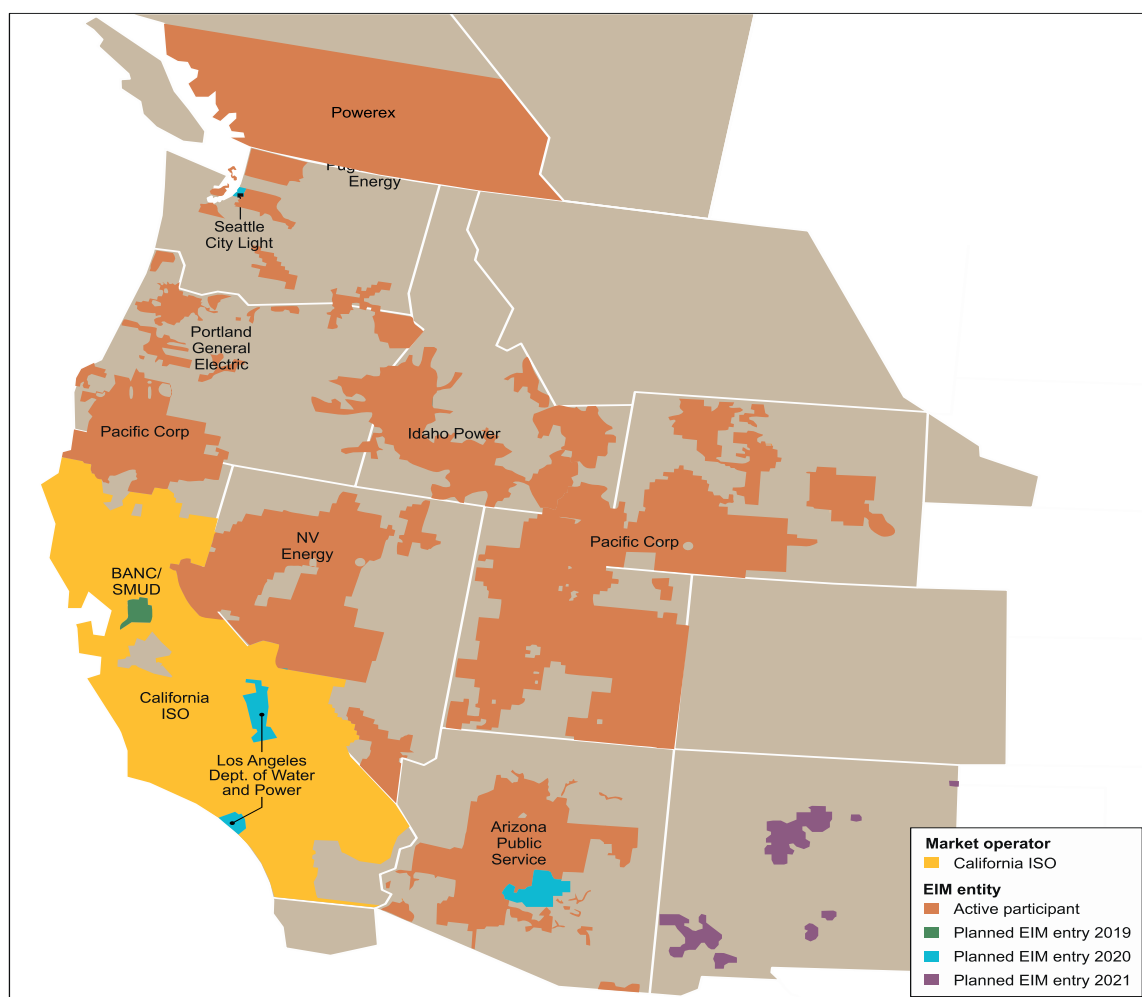 Powerex
Energy
Seattle
City Light
Portland
General
Electric
Pacific Corp
Idaho Power
NV
Energy
Pacific Corp
BANC/
SMUD
California
ISO
Los Angeles
Dept. of Water
and Power
Arizona
Public
Service
Market operator
California ISO
EIM entity
Active participant
Planned EIM entry 2019
Planned EIM entry 2020
Planned EIM entry 2021